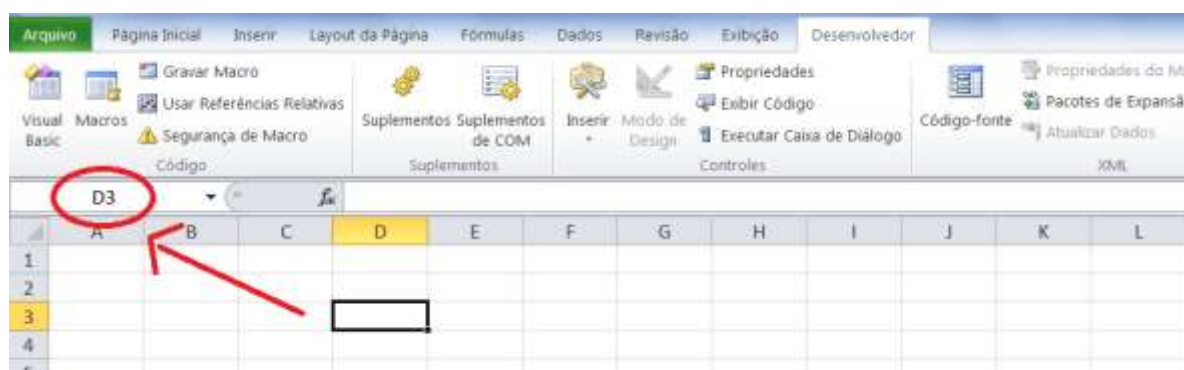 Arquivo Página Inicial Inserir Layout da Página Fórmulas Dados Revisão Exibição Desenvolvedor
Visual Basic
Macros
Gravar Macro
Usar Referências Relativas
Segurança de Macro
Código
Suplementos
Suplementos de COM
Suplementos
Inserir
Modo de Design
Propriedades
Exibir Código
Executar Caixa de Diálogo
Controles
Código-fonte
Propriedades do M
Pacotes de Expansã
Atualizar Dados
XML
D3 fx
A B C D E F G H I J K L
1
2
3
4